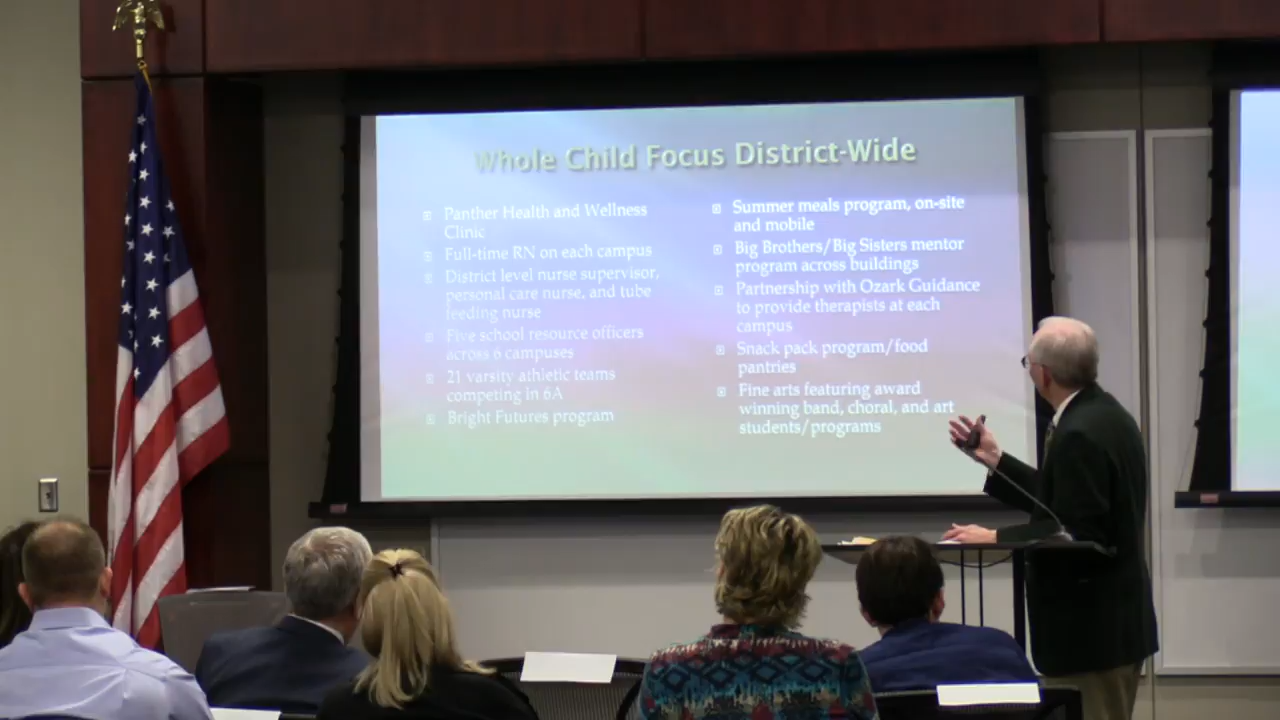 Whole Child Focus District-Wide
Panther Health and Wellness
Clinic
Full-time RN on each campus
District level nurse supervisor,
personal care nurse, and tube
feeding nurse
Five school resource officers
across 6 campuses
21 varsity athletic teams
competing in 6A
Bright Futures program
Summer meals program, on-site
and mobile
Big Brothers/Big Sisters mentor
program across buildings
Partnership with Ozark Guidance
to provide therapists at each
campus
Snack pack program/food
pantries
Fine arts featuring award
winning band, choral, and art
students/programs